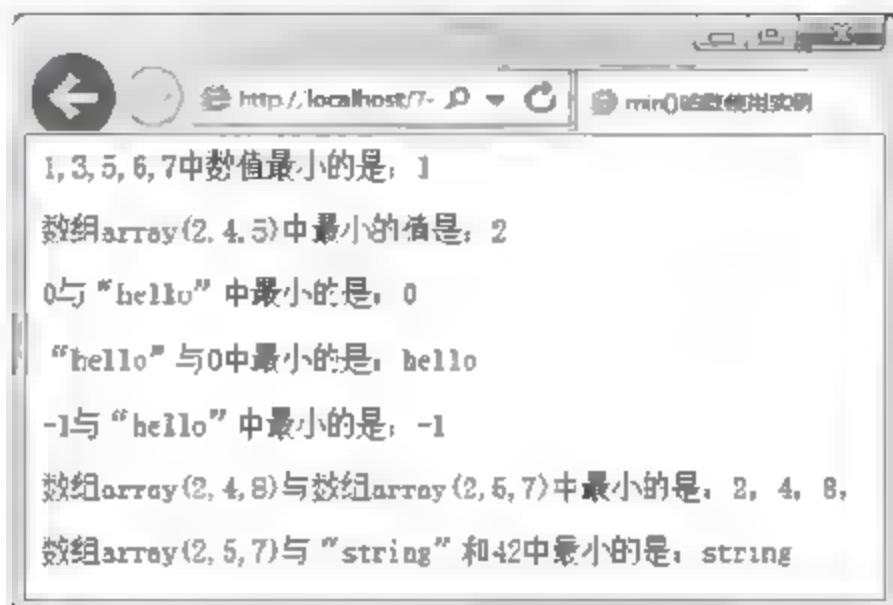 http://localhost/7- min()函数使用实例
1,3,5,6,7中数值最小的是：1
数组array(2,4,5)中最小的值是：2
0与“hello”中最小的是：0
“hello”与0中最小的是：hello
-1与“hello”中最小的是：-1
数组array(2,4,8)与数组array(2,5,7)中最小的是：2，4，8，
数组array(2,5,7)与“string”和42中最小的是：string